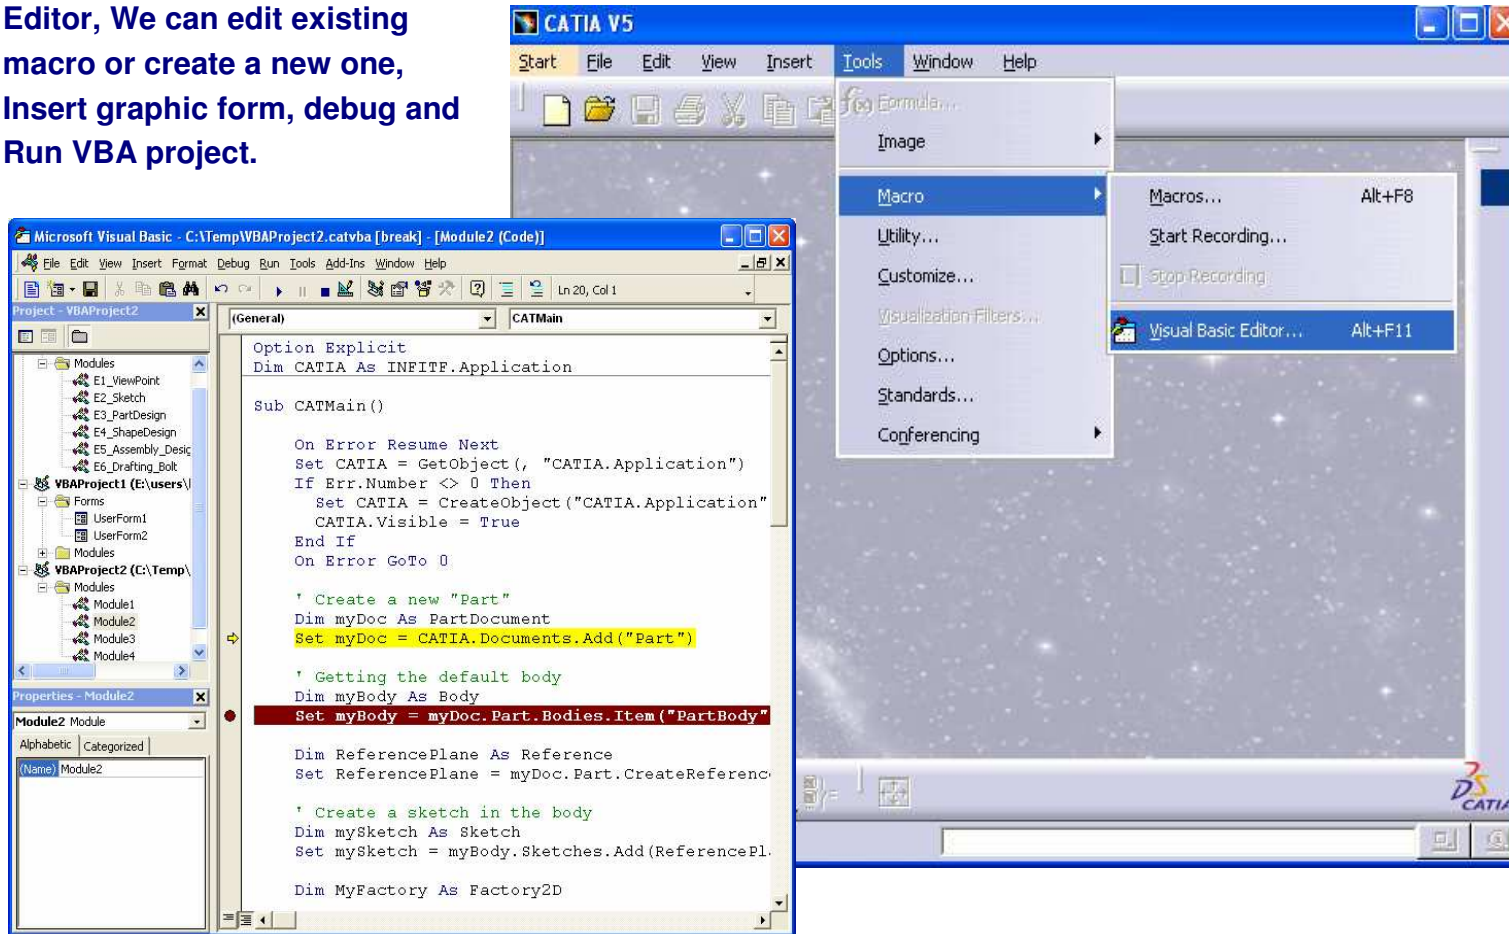 Editor, We can edit existing
macro or create a new one,
Insert graphic form, debug and
Run VBA project.
CATIA V5
Start File Edit View Insert Tools Window Help
Formula...
Image
Macro
Utility...
Customize...
Visualization Filters...
Options...
Standards...
Conferencing
Macros... Alt+F8
Start Recording...
Stop Recording
Visual Basic Editor... Alt+F11
CATIA
Microsoft Visual Basic - C:\Temp\VBAProject2.catvba [break] - [Module2 (Code)]
File Edit View Insert Format Debug Run Tools Add-Ins Window Help
Ln 20, Col 1
Project - VBAProject2
Modules
E1_ViewPoint
E2_Sketch
E3_PartDesign
E4_ShapeDesign
E5_Assembly_Desig
E6_Drafting_Bolt
VBAProject1 (E:\users\
Forms
UserForm1
UserForm2
Modules
VBAProject2 (C:\Temp\
Modules
Module1
Module2
Module3
Module4
Properties - Module2
Module2 Module
Alphabetic Categorized
(Name) Module2
(General) CATMain
Option Explicit
Dim CATIA As INFITF.Application
Sub CATMain()
On Error Resume Next
Set CATIA = GetObject(, "CATIA.Application")
If Err.Number <> 0 Then
Set CATIA = CreateObject("CATIA.Application"
CATIA.Visible = True
End If
On Error GoTo 0
' Create a new "Part"
Dim myDoc As PartDocument
Set myDoc = CATIA.Documents.Add("Part")
' Getting the default body
Dim myBody As Body
Set myBody = myDoc.Part.Bodies.Item("PartBody"
Dim ReferencePlane As Reference
Set ReferencePlane = myDoc.Part.CreateReferenc
' Create a sketch in the body
Dim mySketch As Sketch
Set mySketch = myBody.Sketches.Add(ReferencePl
Dim MyFactory As Factory2D